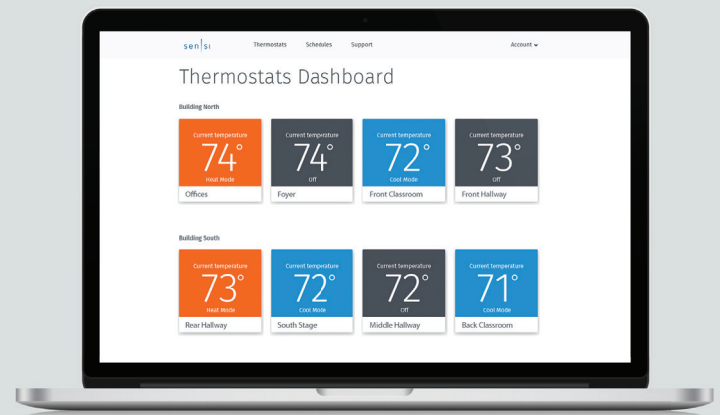 sensi Thermostats Schedules Support Account
Thermostats Dashboard
Building North
Current temperature Current temperature Current temperature Current temperature
74° 74° 72° 73°
Heat Mode Off Cool Mode Off
Offices Foyer Front Classroom Front Hallway
Building South
Current temperature Current temperature Current temperature Current temperature
73° 72° 72° 71°
Heat Mode Cool Mode Off Cool Mode
Rear Hallway South Stage Middle Hallway Back Classroom